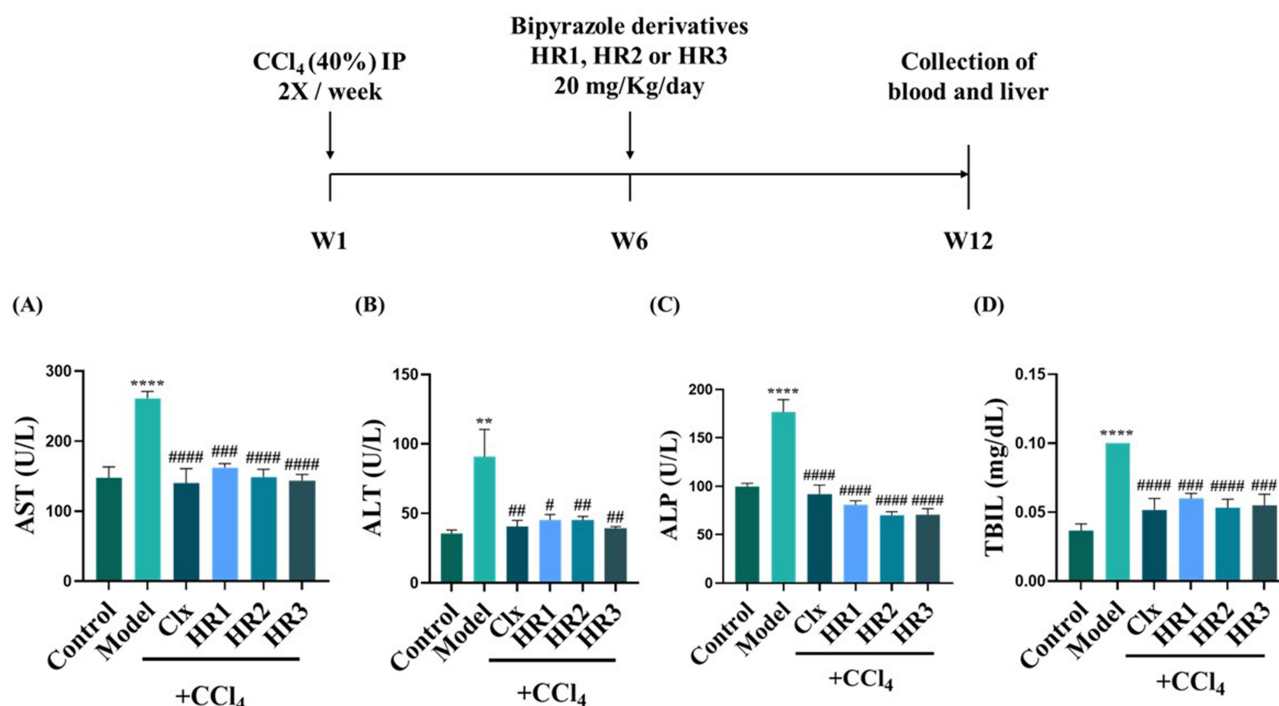 CCl4 (40%) IP
2X / week
Bipyrazole derivatives
HR1, HR2 or HR3
20 mg/Kg/day
Collection of
blood and liver
W1
W6
W12
(A)
AST (U/L)
300
200
100
0
****
####
###
####
####
Control
Model
Clx
HR1
HR2
HR3
+CCl4
(B)
ALT (U/L)
150
100
50
0
**
##
#
##
##
Control
Model
Clx
HR1
HR2
HR3
+CCl4
(C)
ALP (U/L)
200
150
100
50
0
****
####
####
####
####
Control
Model
Clx
HR1
HR2
HR3
+CCl4
(D)
TBIL (mg/dL)
0.15
0.10
0.05
0.00
****
####
###
####
###
Control
Model
Clx
HR1
HR2
HR3
+CCl4